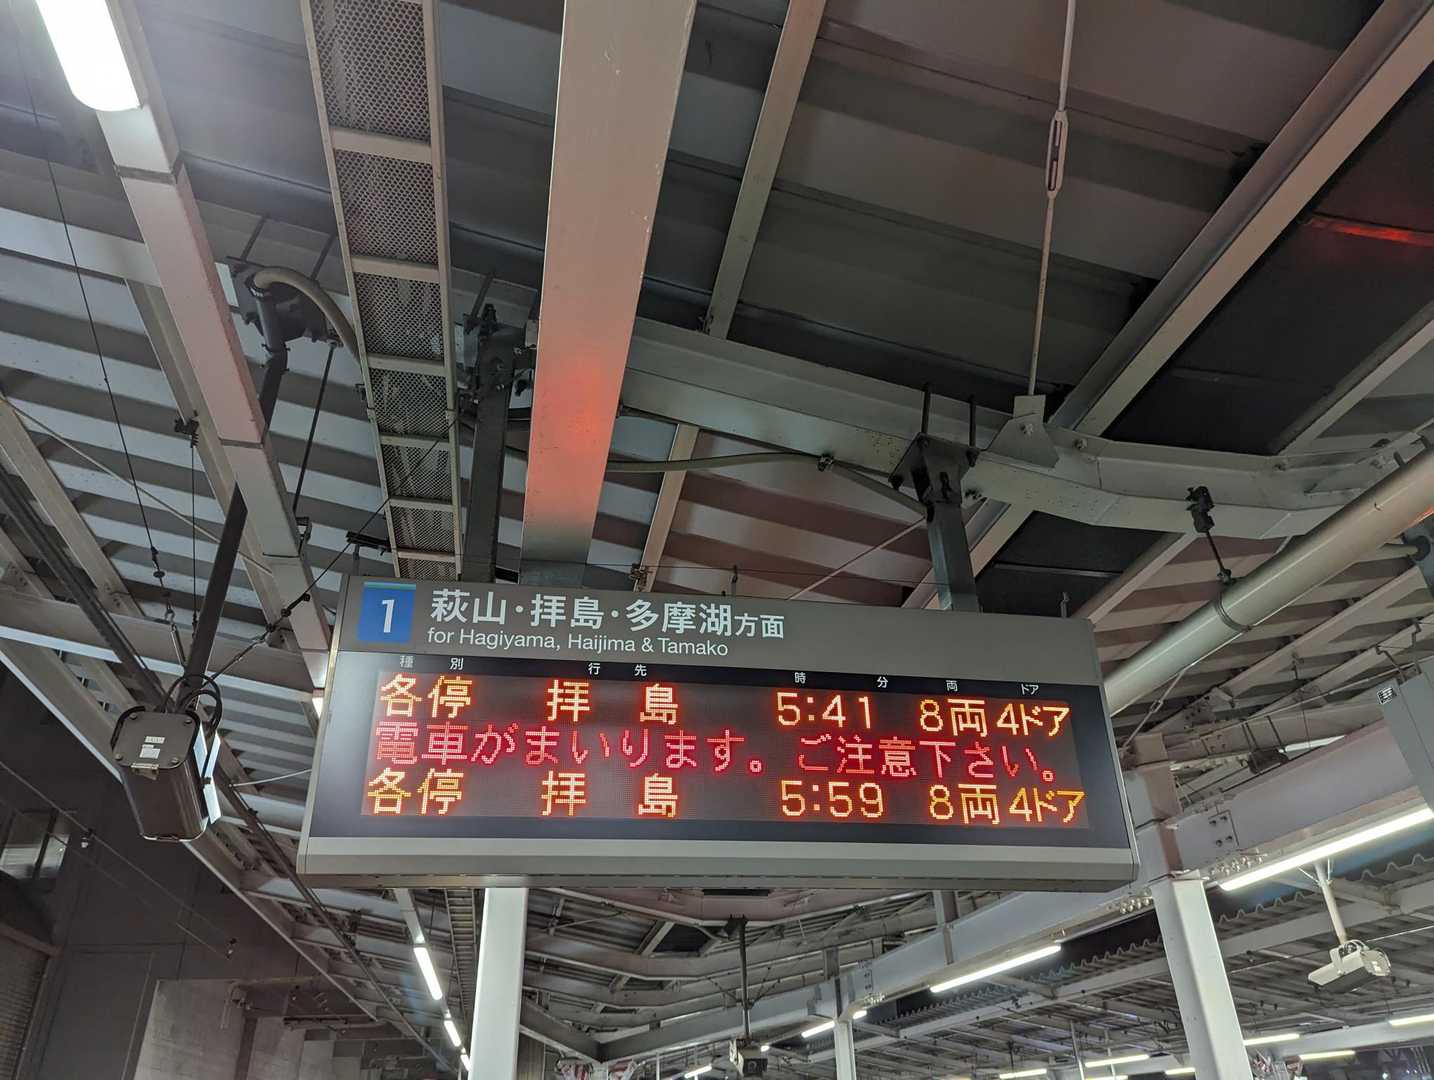 1 萩山・拝島・多摩湖方面
for Hagiyama, Haijima & Tamako
種別 行先 時 分 両 ドア
各停 拝島 5:41 8両 4ドア
電車がまいります。ご注意下さい。
各停 拝島 5:59 8両 4ドア